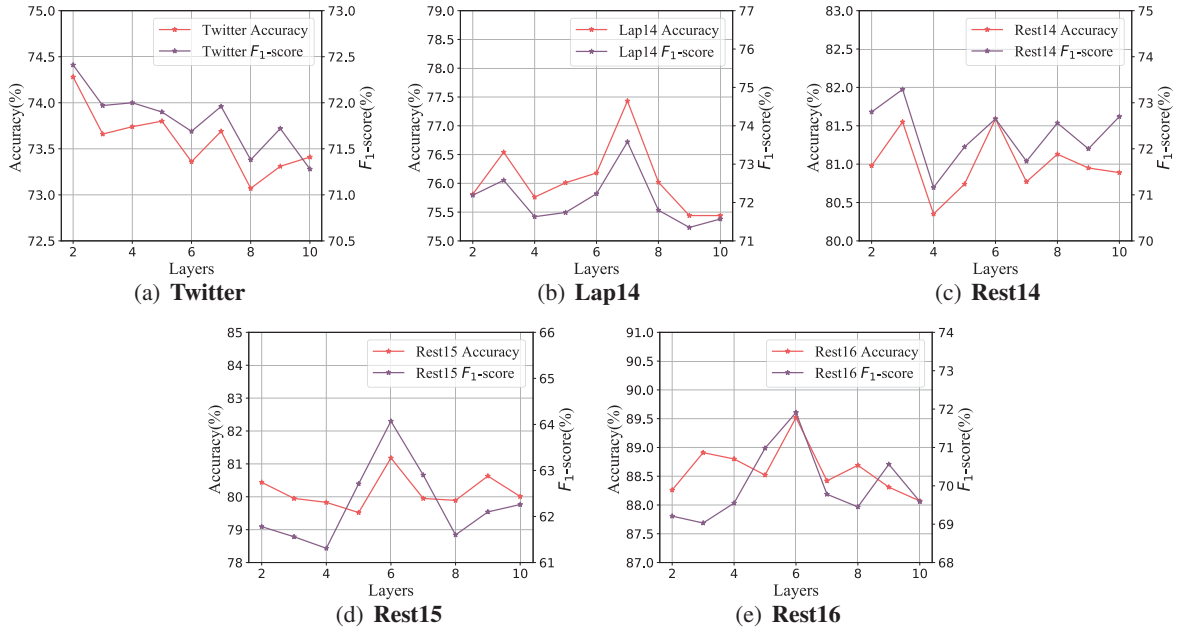 75.0
74.5
74.0
73.5
73.0
72.5
Accuracy(%)
73.0
72.5
72.0
71.5
71.0
70.5
F1-score(%)
Twitter Accuracy
Twitter F1-score
2 4 6 8 10
Layers
(a) Twitter
79.0
78.5
78.0
77.5
76.5
76.0
75.5
75.0
Accuracy(%)
77
76
75
74
73
72
71
F1-score(%)
Lap14 Accuracy
Lap14 F1-score
2 4 6 8 10
Layers
(b) Lap14
83.0
82.5
82.0
81.5
81.0
80.5
80.0
Accuracy(%)
75
74
73
72
71
70
F1-score(%)
Rest14 Accuracy
Rest14 F1-score
2 4 6 8 10
Layers
(c) Rest14
85
84
83
82
81
80
79
78
Accuracy(%)
66
65
64
63
62
61
F1-score(%)
Rest15 Accuracy
Rest15 F1-score
2 4 6 8 10
Layers
(d) Rest15
91.0
90.5
90.0
89.5
88.5
88.0
87.5
87.0
Accuracy(%)
74
73
72
71
70
69
68
F1-score(%)
Rest16 Accuracy
Rest16 F1-score
2 4 6 8 10
Layers
(e) Rest16